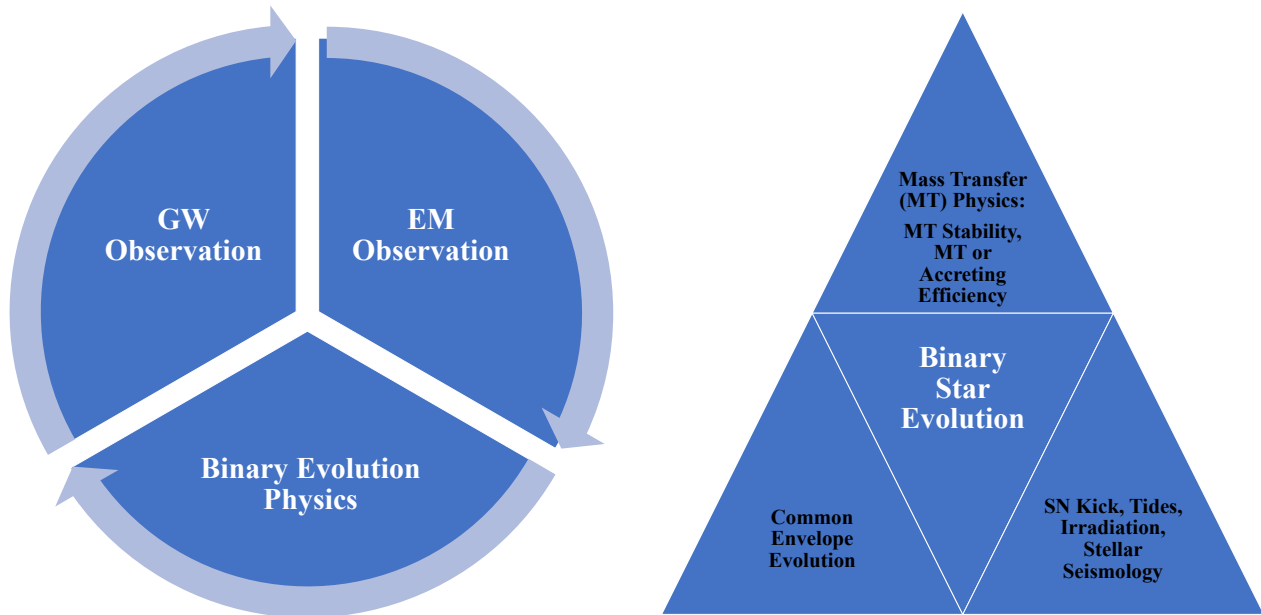 GW
Observation
EM
Observation
Binary Evolution
Physics
Mass Transfer
(MT) Physics:
MT Stability,
MT or
Accreting
Efficiency
Binary
Star
Evolution
Common
Envelope
Evolution
SN Kick, Tides,
Irradiation,
Stellar
Seismology